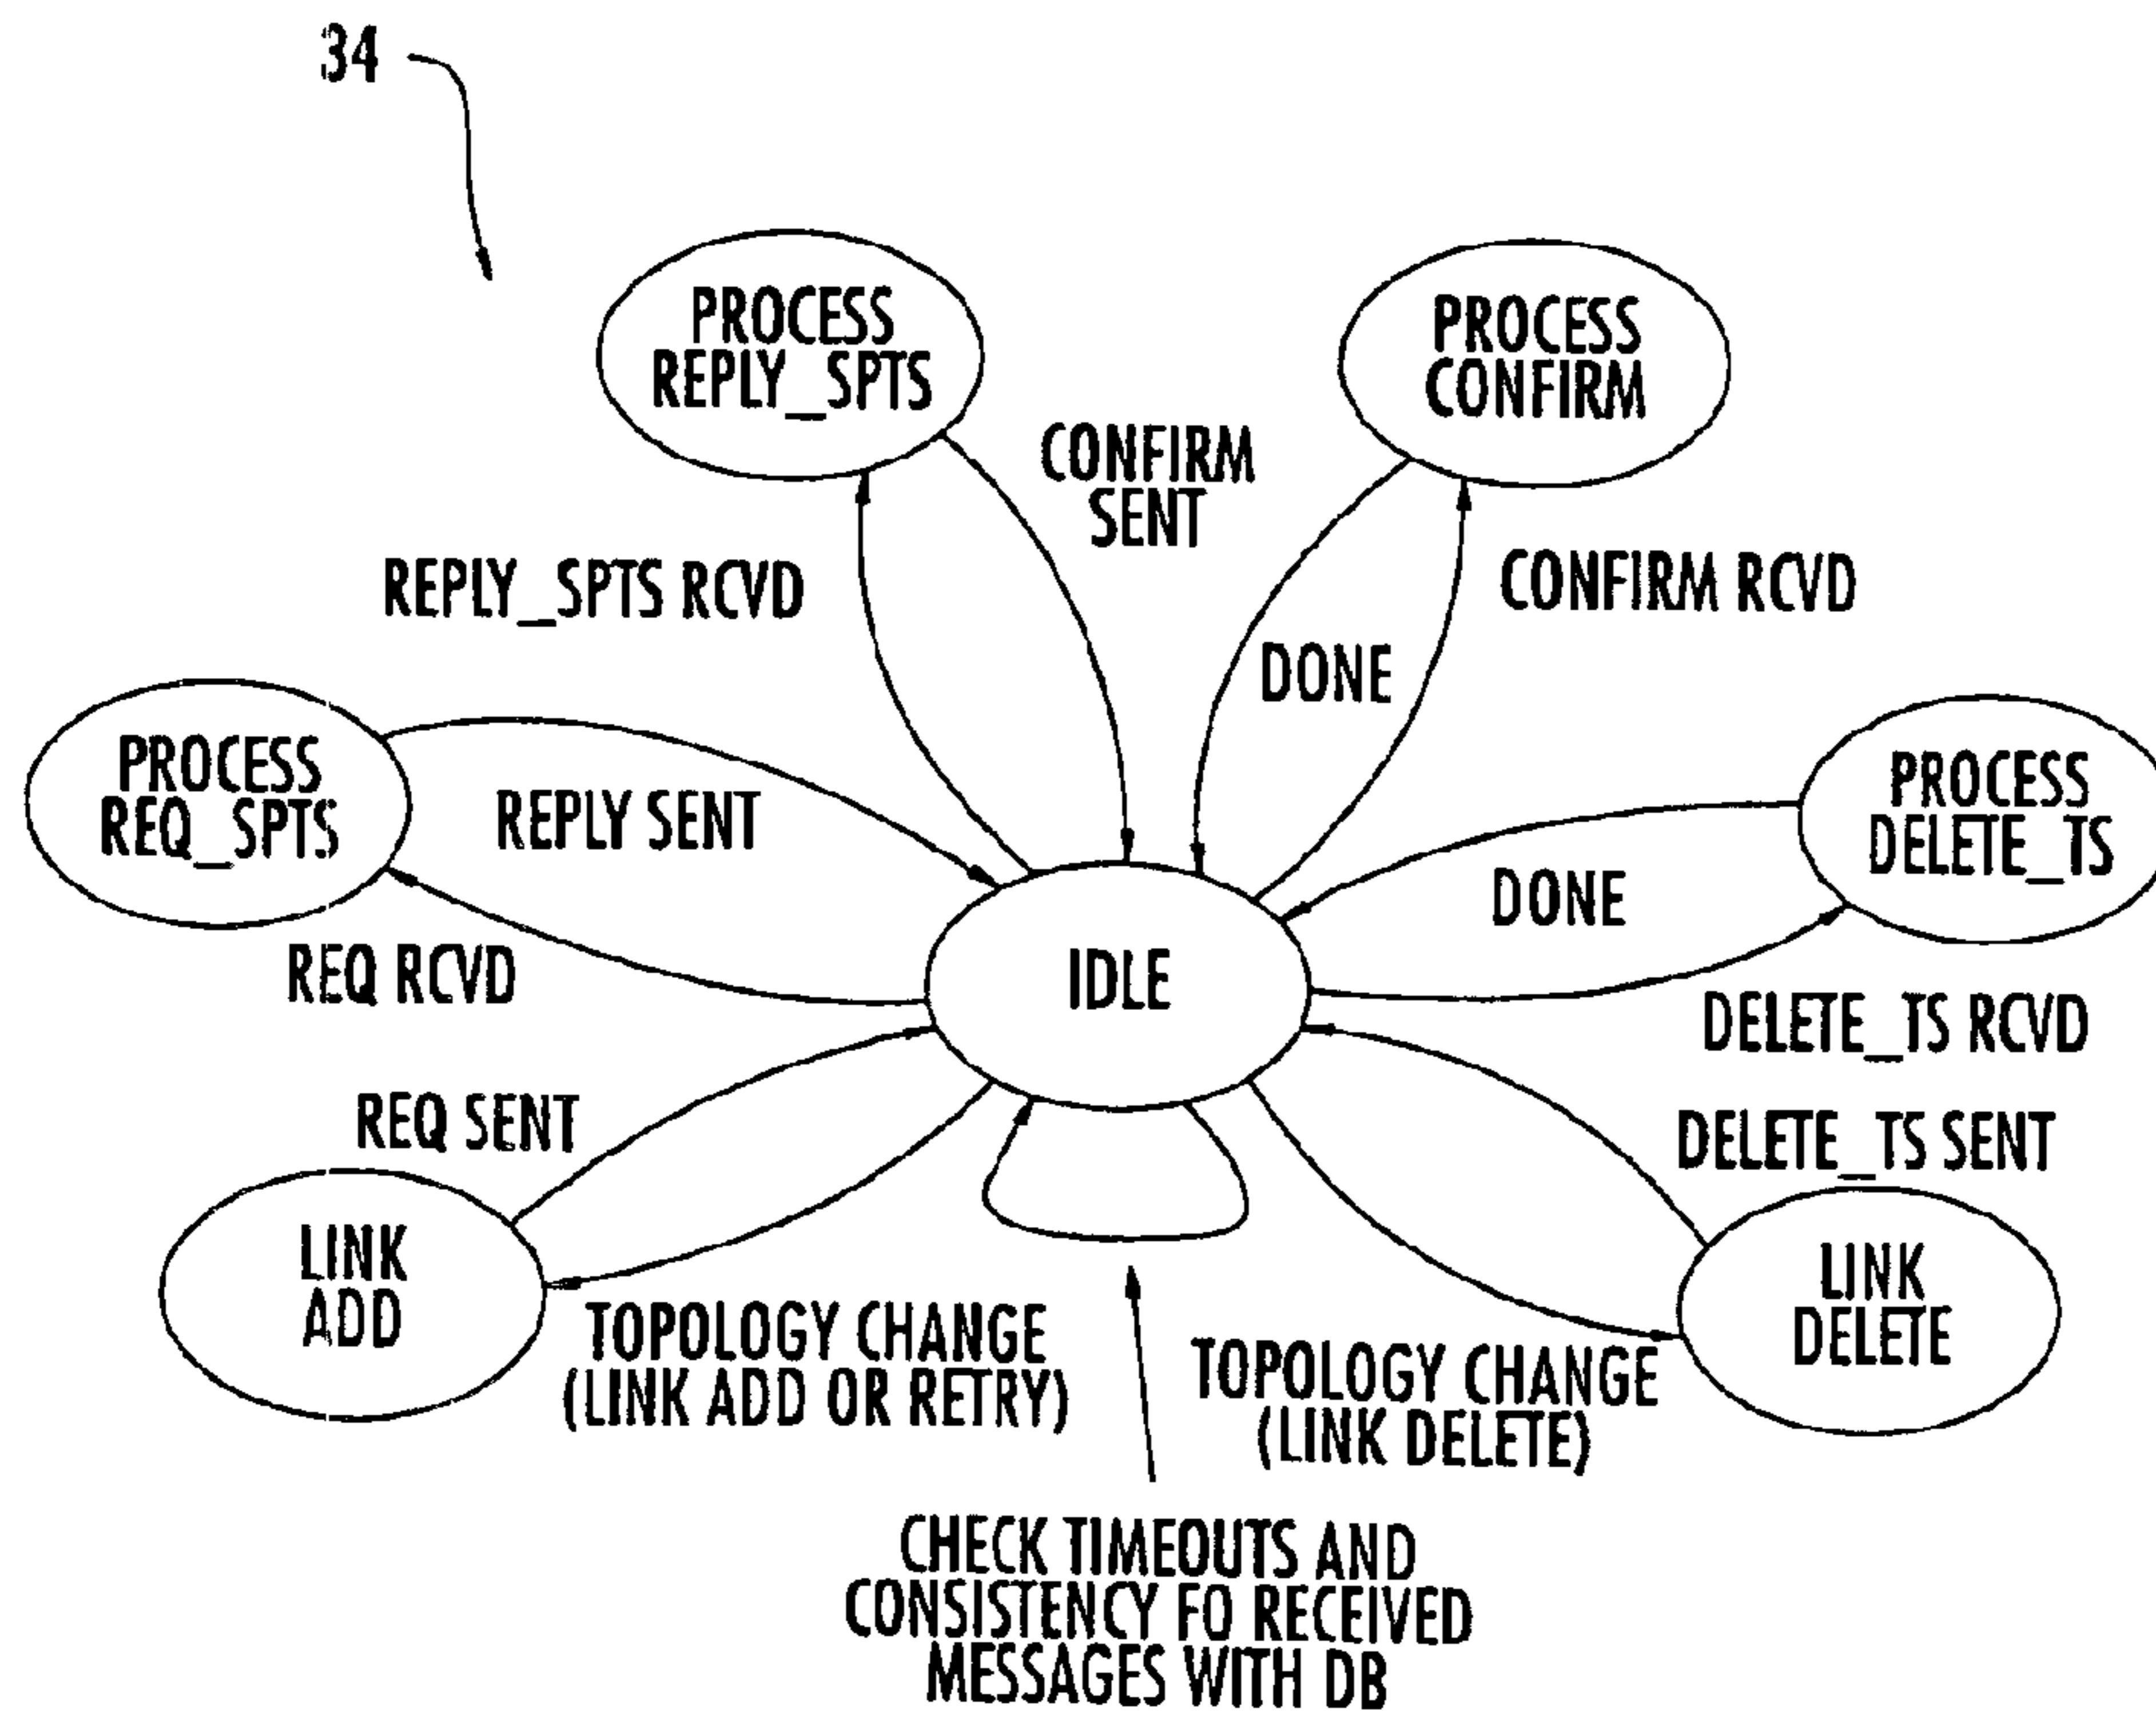 34
PROCESS
REPLY_SPTS
PROCESS
CONFIRM
CONFIRM
SENT
REPLY_SPTS RCVD
CONFIRM RCVD
DONE
PROCESS
REQ_SPTS
REPLY SENT
PROCESS
DELETE_TS
DONE
REQ RCVD
IDLE
DELETE_TS RCVD
REQ SENT
DELETE_TS SENT
LINK
ADD
LINK
DELETE
TOPOLOGY CHANGE
(LINK ADD OR RETRY)
TOPOLOGY CHANGE
(LINK DELETE)
CHECK TIMEOUTS AND
CONSISTENCY FO RECEIVED
MESSAGES WITH DB